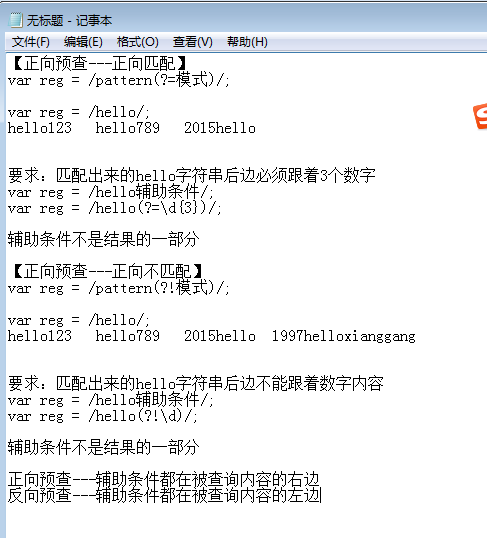 无标题 - 记事本
文件(F) 编辑(E) 格式(O) 查看(V) 帮助(H)
【正向预查---正向匹配】
var reg = /pattern(?=模式)/;
var reg = /hello/;
hello123 hello789 2015hello
要求：匹配出来的hello字符串后边必须跟着3个数字
var reg = /hello辅助条件/;
var reg = /hello(?=\d{3})/;
辅助条件不是结果的一部分
【正向预查---正向不匹配】
var reg = /pattern(?!模式)/;
var reg = /hello/;
hello123 hello789 2015hello 1997helloxianggang
要求：匹配出来的hello字符串后边不能跟着数字内容
var reg = /hello辅助条件/;
var reg = /hello(?!\d)/;
辅助条件不是结果的一部分
正向预查---辅助条件都在被查询内容的右边
反向预查---辅助条件都在被查询内容的左边